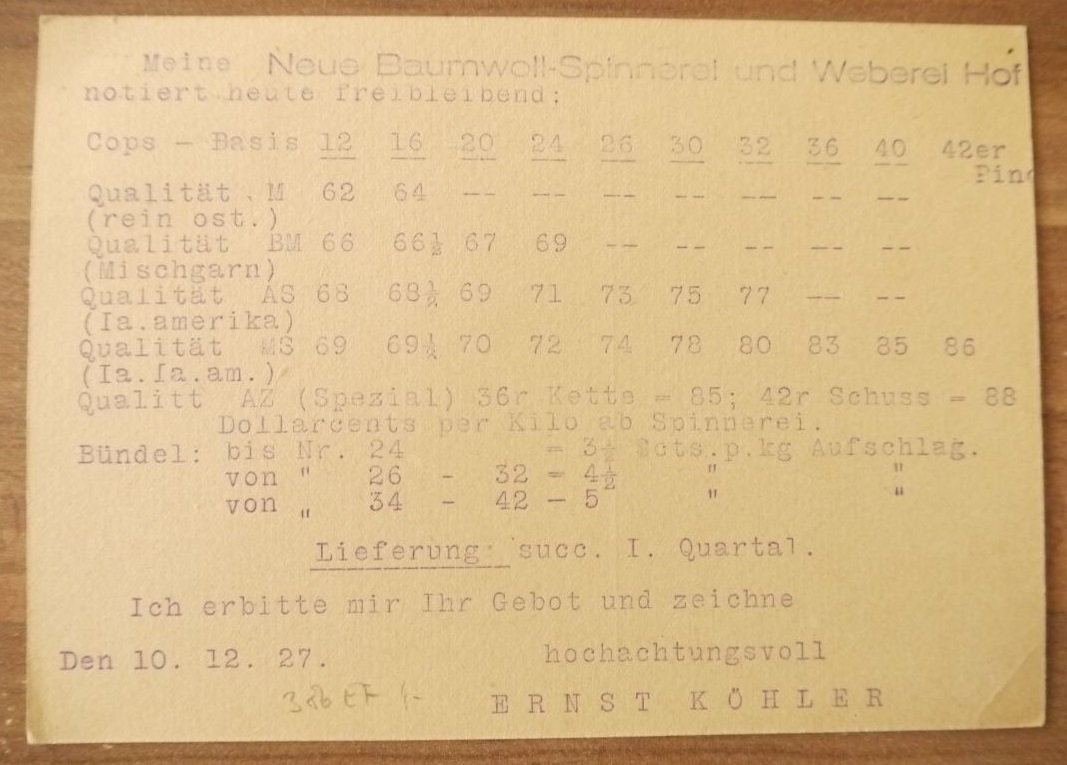 Meine Neue Baumwoll-Spinnerei und Weberei Hof
notiert heute freibleibend;
Cops - Basis 12 16 20 24 26 30 32 36 40 42er
Pinc
Qualität M 62 64 -- -- -- -- -- -- --
(rein ost.)
Qualität BM 66 66½ 67 69 -- -- -- -- --
(Mischgarn)
Qualität AS 68 68½ 69 71 73 75 77 -- --
(Ia.amerika)
Qualität MS 69 69½ 70 72 74 78 80 83 85 86
(Ia.Ia.am.)
Qualitt AZ (Spezial) 36r Kette = 85; 42r Schuss = 88
Dollarcents per Kilo ab Spinnerei.
Bündel: bis Nr. 24 = 3½ Scts.p.kg Aufschlag.
von " 26 - 32 = 4½ " "
von " 34 - 42 - 5 " "
Lieferung: succ. I. Quartal.
Ich erbitte mir Ihr Gebot und zeichne
Den 10. 12. 27. hochachtungsvoll
ERNST KÖHLER